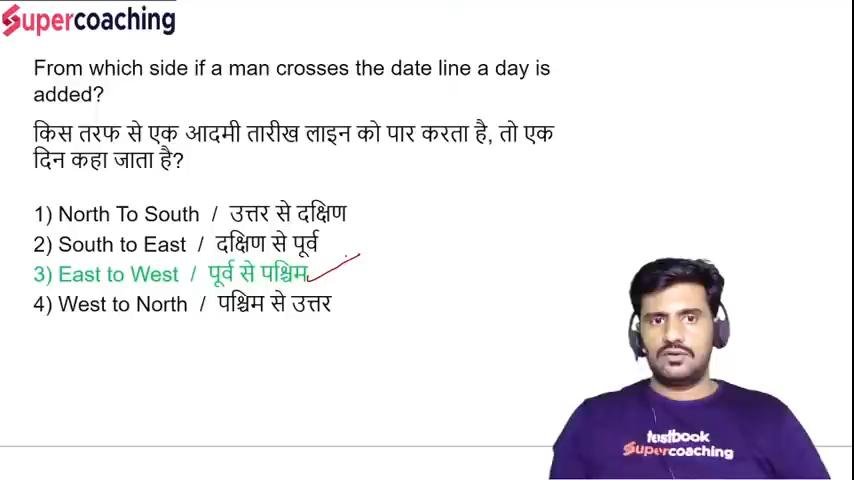 Supercoaching
From which side if a man crosses the date line a day is
added?
किस तरफ से एक आदमी तारीख लाइन को पार करता है, तो एक
दिन कहा जाता है?
1) North To South / उत्तर से दक्षिण
2) South to East / दक्षिण से पूर्व
3) East to West / पूर्व से पश्चिम
4) West to North / पश्चिम से उत्तर
testbook
Supercoaching